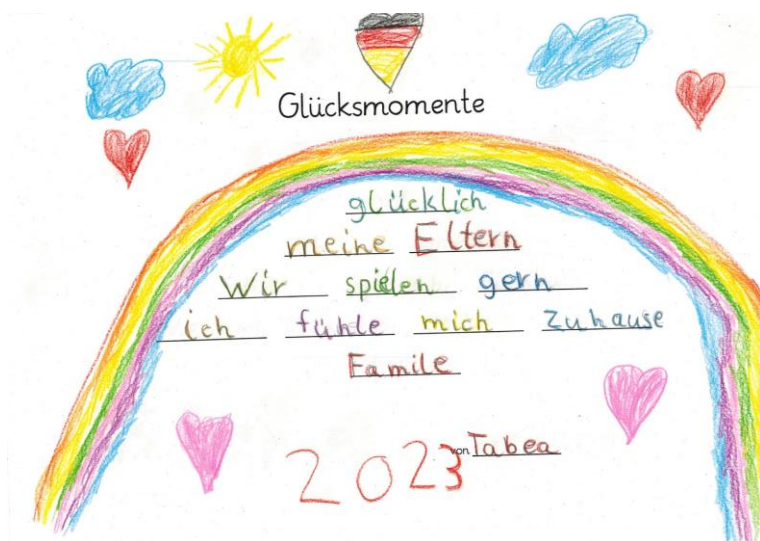 Glücksmomente
glücklich
meine Eltern
Wir spielen gern
ich fühle mich Zuhause
Famile
von Tabea
2023